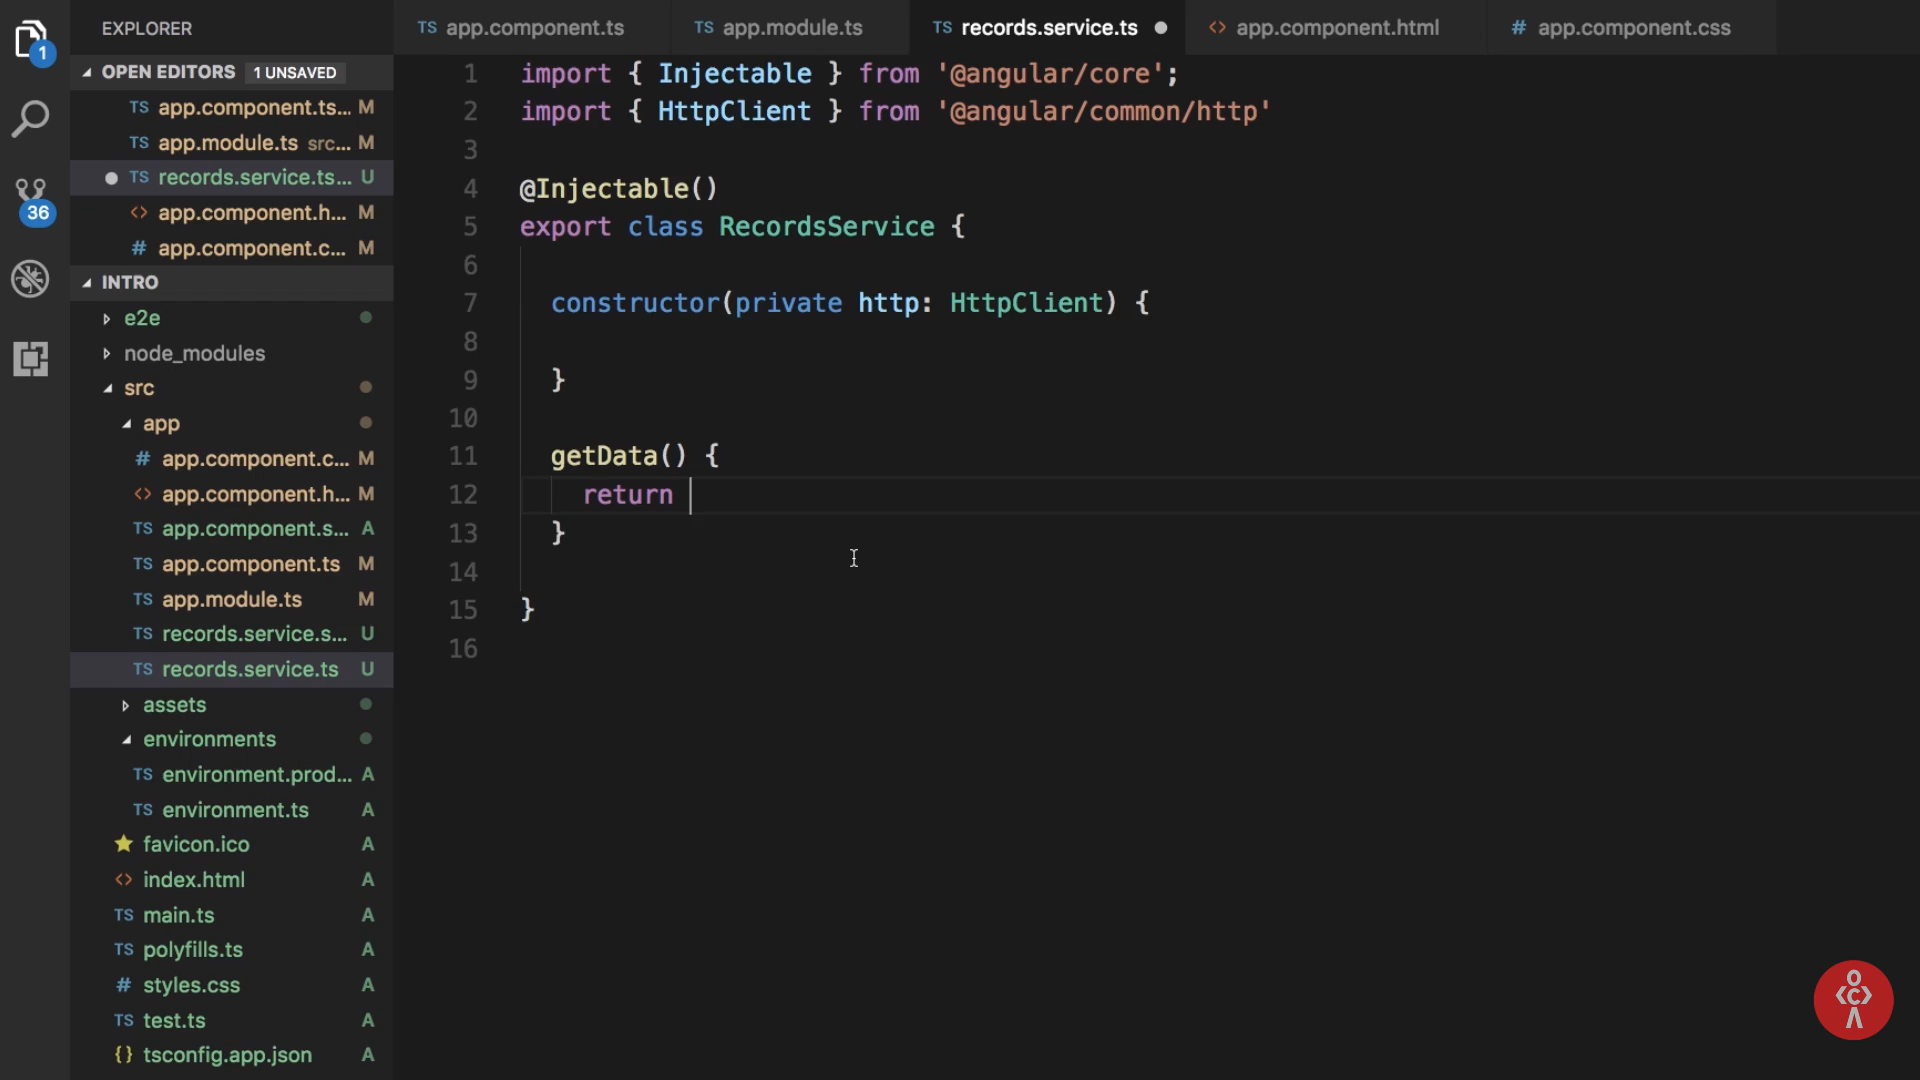 EXPLORER
OPEN EDITORS 1 UNSAVED
TS app.component.ts... M
TS app.module.ts src... M
TS records.service.ts... U
<> app.component.h... M
# app.component.c... M
INTRO
e2e
node_modules
src
app
# app.component.c... M
<> app.component.h... M
TS app.component.s... A
TS app.component.ts M
TS app.module.ts M
TS records.service.s... U
TS records.service.ts U
assets
environments
TS environment.prod... A
TS environment.ts A
favicon.ico A
<> index.html A
TS main.ts A
TS polyfills.ts A
# styles.css A
TS test.ts A
{} tsconfig.app.json A
1
36
TS app.component.ts TS app.module.ts TS records.service.ts <> app.component.html # app.component.css
1 import { Injectable } from '@angular/core';
2 import { HttpClient } from '@angular/common/http'
3
4 @Injectable()
5 export class RecordsService {
6
7 constructor(private http: HttpClient) {
8
9 }
10
11 getData() {
12 return
13 }
14
15 }
16